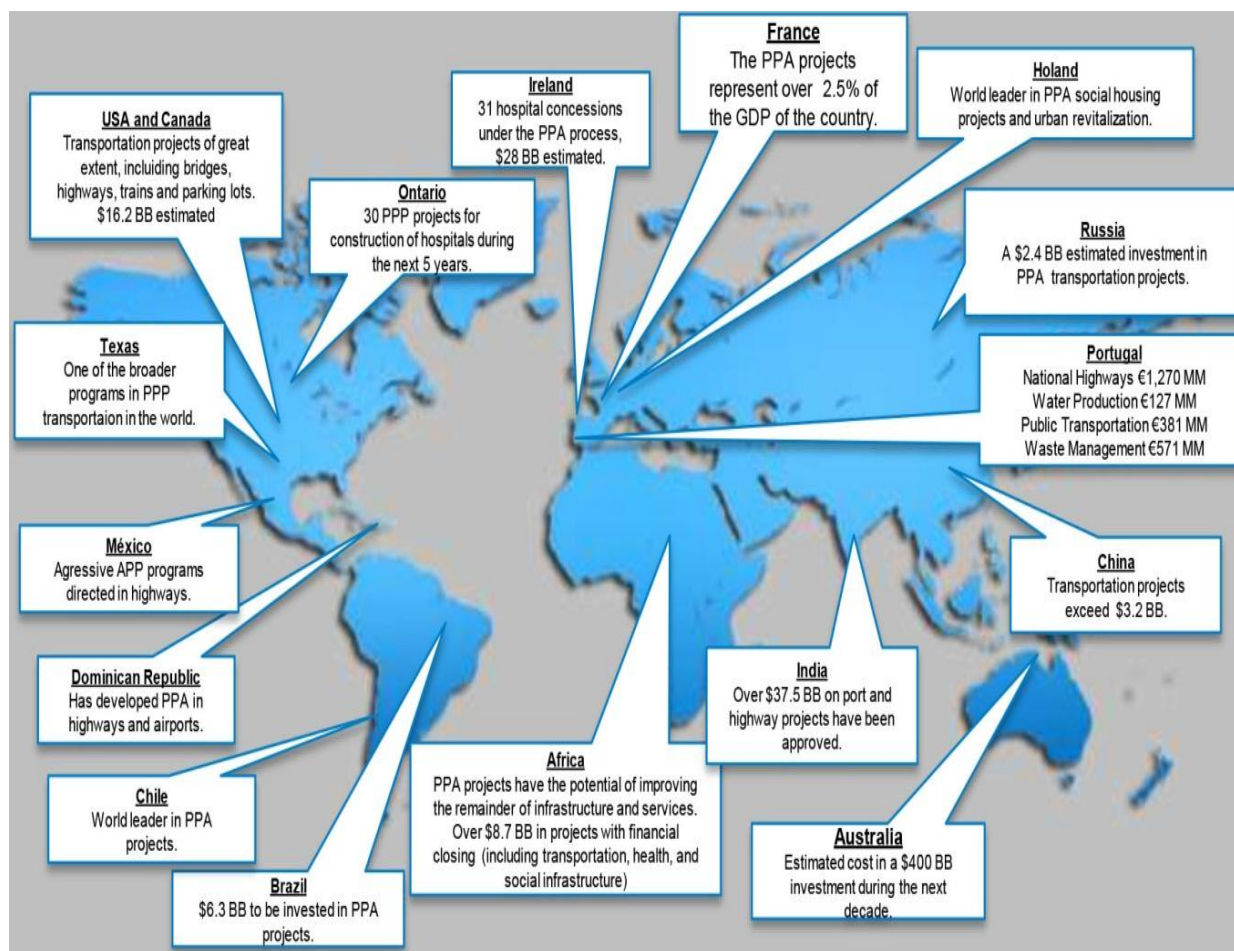 USA and Canada
Transportation projects of great
extent, incluiding bridges,
highways, trains and parking lots.
$16.2 BB estimated
Ontario
30 PPP projects for
construction of hospitals during
the next 5 years.
Ireland
31 hospital concessions
under the PPA process,
$28 BB estimated.
France
The PPA projects
represent over 2.5% of
the GDP of the country.
Holand
World leader in PPA social housing
projects and urban revitalization.
Russia
A $2.4 BB estimated investment in
PPA transportation projects.
Texas
One of the broader
programs in PPP
transportaion in the world.
Portugal
National Highways €1,270 MM
Water Production €127 MM
Public Transportation €381 MM
Waste Management €571 MM
México
Agressive APP programs
directed in highways.
China
Transportation projects
exceed $3.2 BB.
Dominican Republic
Has developed PPA in
highways and airports.
India
Over $37.5 BB on port and
highway projects have been
approved.
Chile
World leader in PPA
projects.
Africa
PPA projects have the potential of improving
the remainder of infrastructure and services.
Over $8.7 BB in projects with financial
closing (including transportation, health, and
social infrastructure)
Australia
Estimated cost in a $400 BB
investment during the next
decade.
Brazil
$6.3 BB to be invested in PPA
projects.